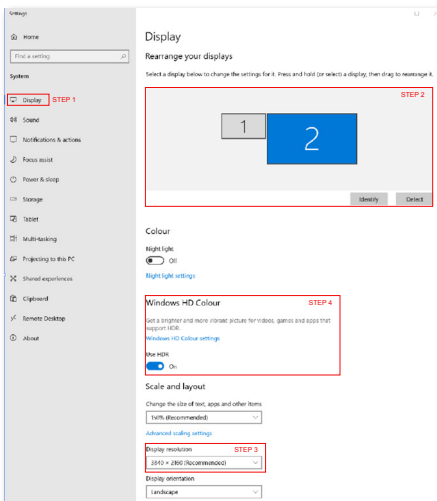 Settings
Home
Find a setting
System
Display
STEP 1
Sound
Notifications & actions
Focus assist
Power & sleep
Storage
Tablet
Multi-tasking
Projecting to this PC
Shared experiences
Clipboard
Remote Desktop
About
Display
Rearrange your displays
Select a display below to change the settings for it. Press and hold (or select) a display, then drag to rearrange it.
STEP 2
1
2
Identify
Detect
Colour
Night light
Off
Night light settings
Windows HD Colour
STEP 4
Get a brighter and more vibrant picture for videos, games and apps that
support HDR.
Windows HD Colour settings
Use HDR
On
Scale and layout
Change the size of text, apps and other items
150% (Recommended)
Advanced scaling settings
Display resolution
STEP 3
3840 × 2160 (Recommended)
Display orientation
Landscape